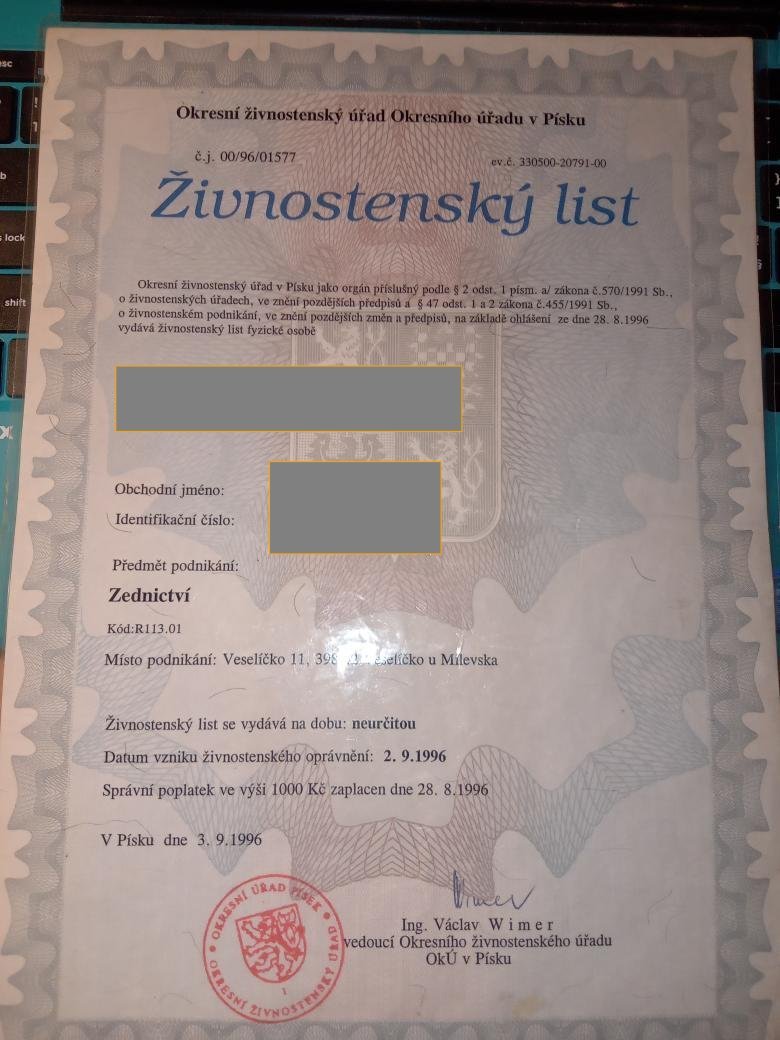 Okresní živnostenský úřad Okresního úřadu v Písku
č.j. 00/96/01577
ev.č. 330500-20791-00
Živnostenský list
Okresní živnostenský úřad v Písku jako orgán příslušný podle § 2 odst. 1 písm. a/ zákona č.570/1991 Sb.,
o živnostenských úřadech, ve znění pozdějších předpisů a § 47 odst. 1 a 2 zákona č.455/1991 Sb.,
o živnostenském podnikání, ve znění pozdějších změn a předpisů, na základě ohlášení ze dne 28. 8.1996
vydává živnostenský list fyzické osobě
Obchodní jméno:
Identifikační číslo:
Předmět podnikání:
Zednictví
Kód:R113.01
Místo podnikání: Veselíčko 11, Veselíčko u Milevska
Živnostenský list se vydává na dobu: neurčitou
Datum vzniku živnostenského oprávnění: 2. 9.1996
Správní poplatek ve výši 1000 Kč zaplacen dne 28. 8.1996
V Písku dne 3. 9.1996
OKRESNÍ ÚŘAD PÍSEK
OKRESNÍ ŽIVNOSTENSKÝ ÚŘAD
1
Ing. Václav W i m e r
vedoucí Okresního živnostenského úřadu
OkÚ v Písku
esc
lock
shift